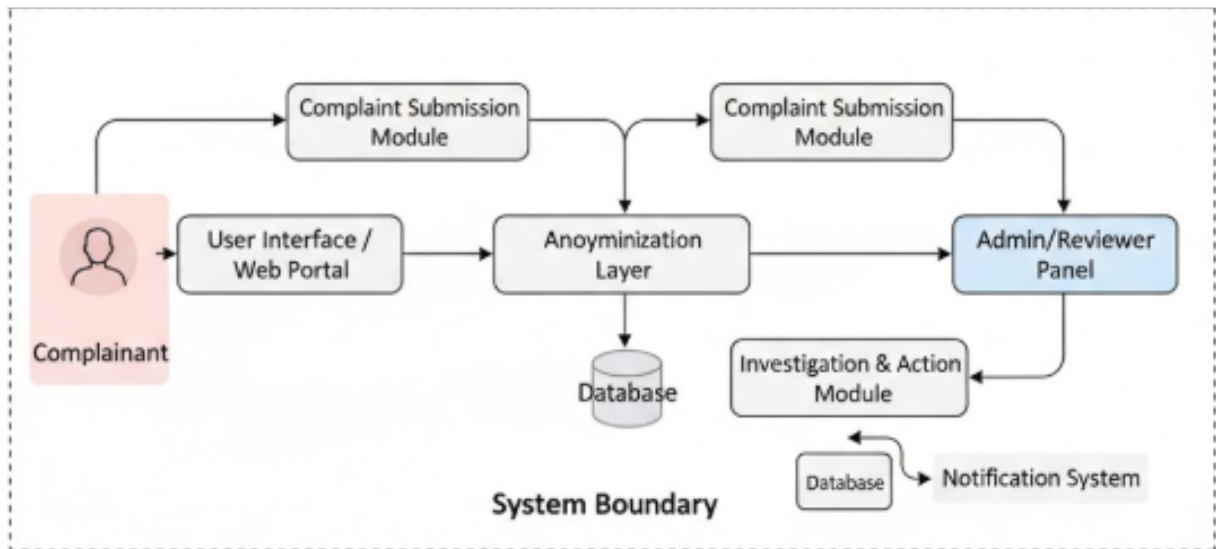 Complaint Submission
Module
Complaint Submission
Module
User Interface /
Web Portal
Anoyminization
Layer
Admin/Reviewer
Panel
Complainant
Database
Investigation & Action
Module
Database
Notification System
System Boundary